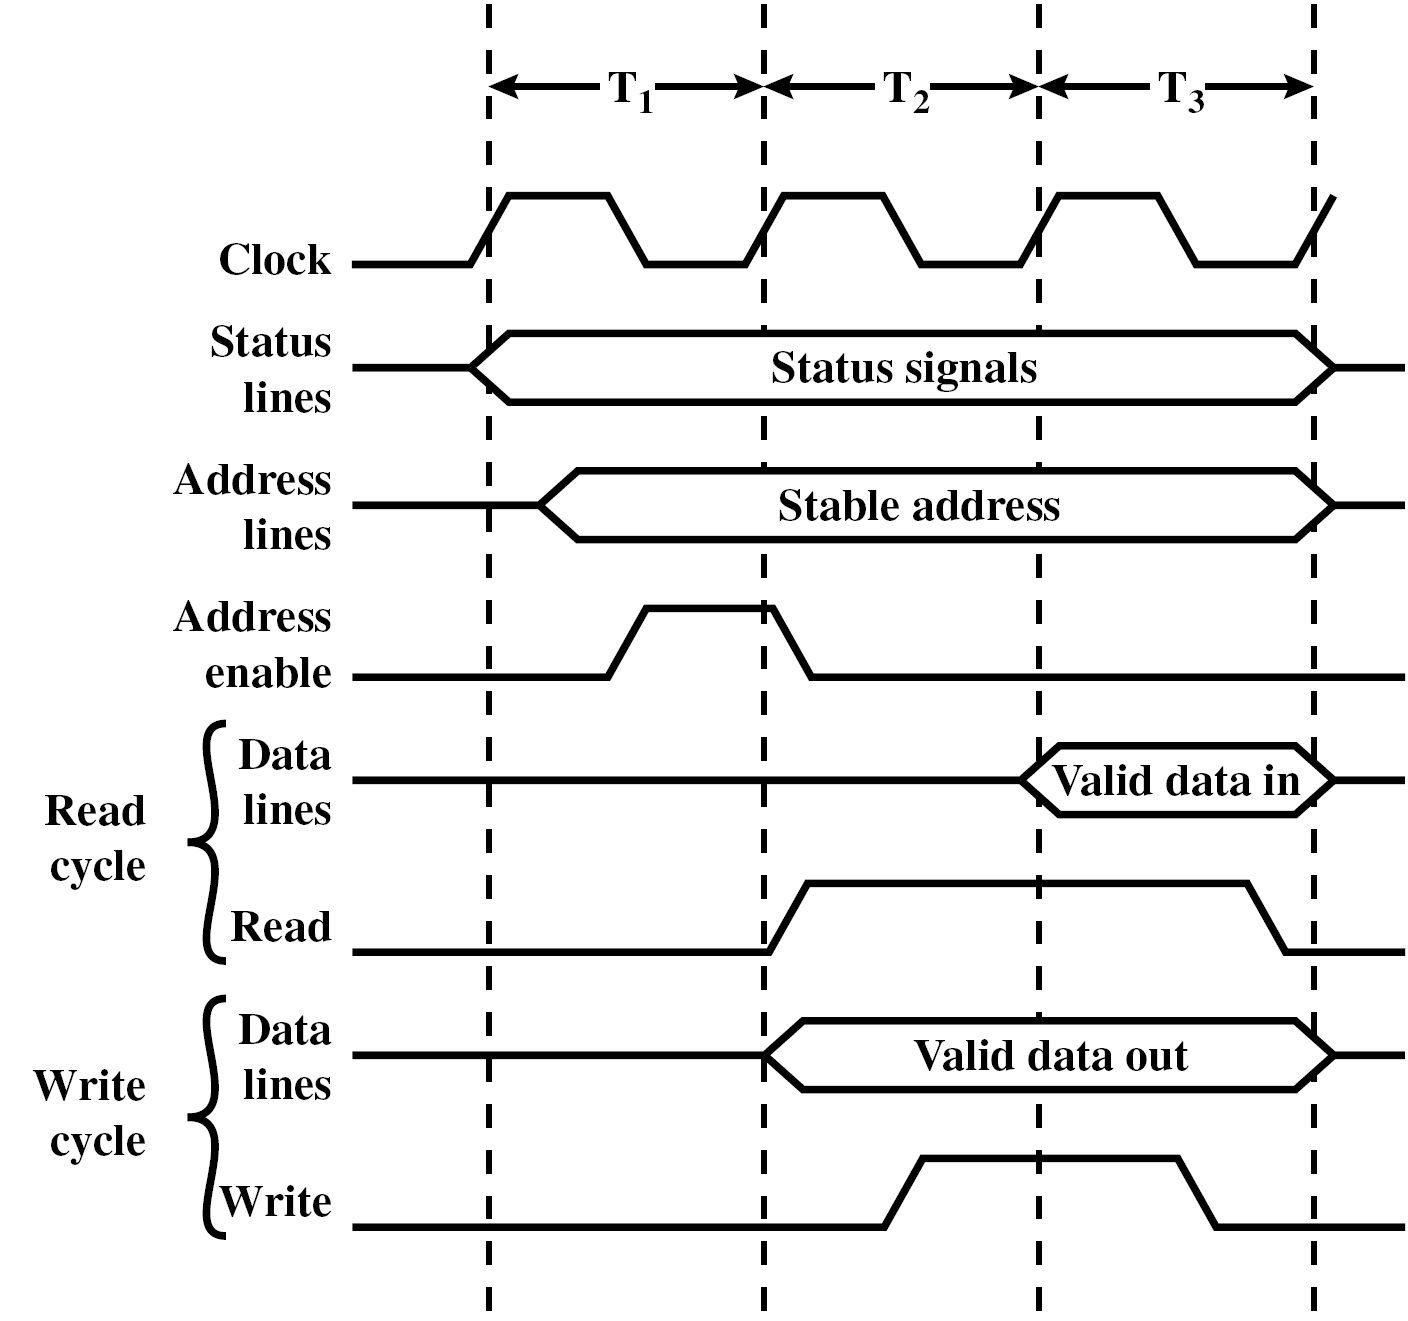 T1 T2 T3
Clock
Status
lines
Status signals
Address
lines
Stable address
Address
enable
Read
cycle
Data
lines
Valid data in
Read
Write
cycle
Data
lines
Valid data out
Write